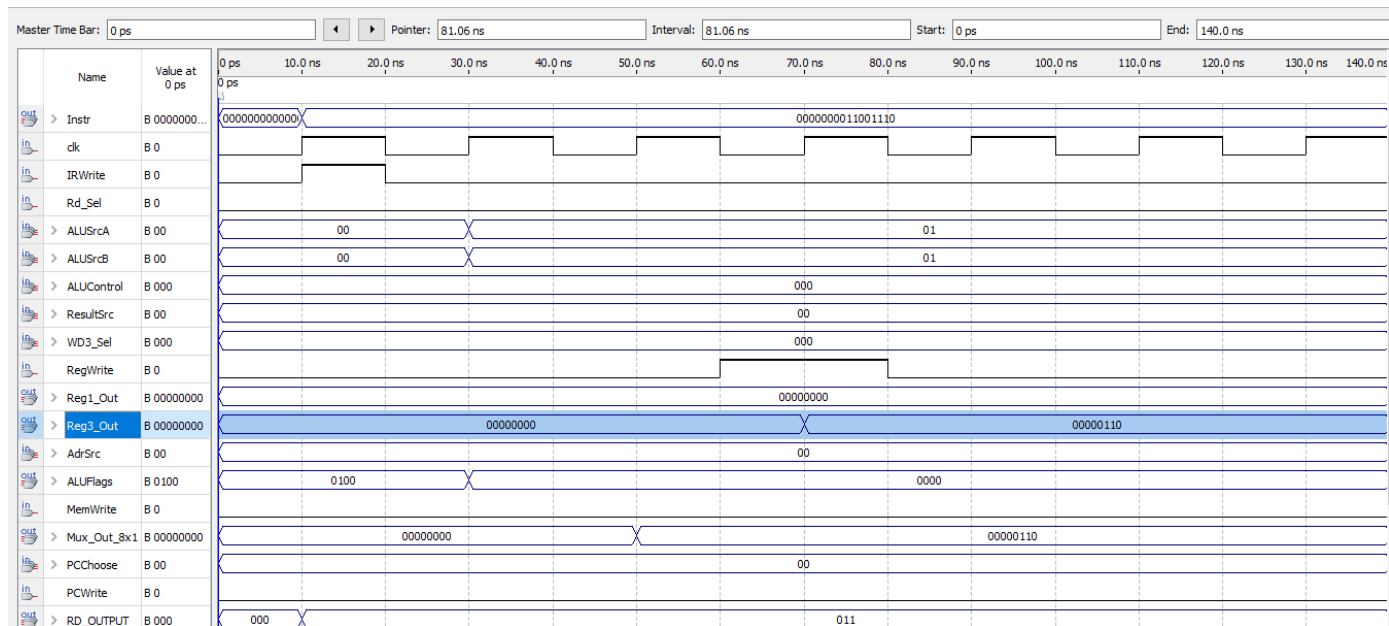 Master Time Bar: 0 ps Pointer: 81.06 ns Interval: 81.06 ns Start: 0 ps End: 140.0 ns
Name Value at 0 ps 0 ps 10.0 ns 20.0 ns 30.0 ns 40.0 ns 50.0 ns 60.0 ns 70.0 ns 80.0 ns 90.0 ns 100.0 ns 110.0 ns 120.0 ns 130.0 ns 140.0 ns
0 ps
out > Instr B 0000000... 000000000000 0000000011001110
in clk B 0
in IRWrite B 0
in Rd_Sel B 0
in > ALUSrcA B 00 00 01
in > ALUSrcB B 00 00 01
in > ALUControl B 000 000
in > ResultSrc B 00 00
in > WD3_Sel B 000 000
in RegWrite B 0
out > Reg1_Out B 00000000 00000000
out > Reg3_Out B 00000000 00000000 00000110
in > AdrSrc B 00 00
out > ALUFlags B 0100 0100 0000
in MemWrite B 0
out > Mux_Out_8x1 B 00000000 00000000 00000110
in > PCChoose B 00 00
in PCWrite B 0
out > RD_OUTPUT B 000 000 011